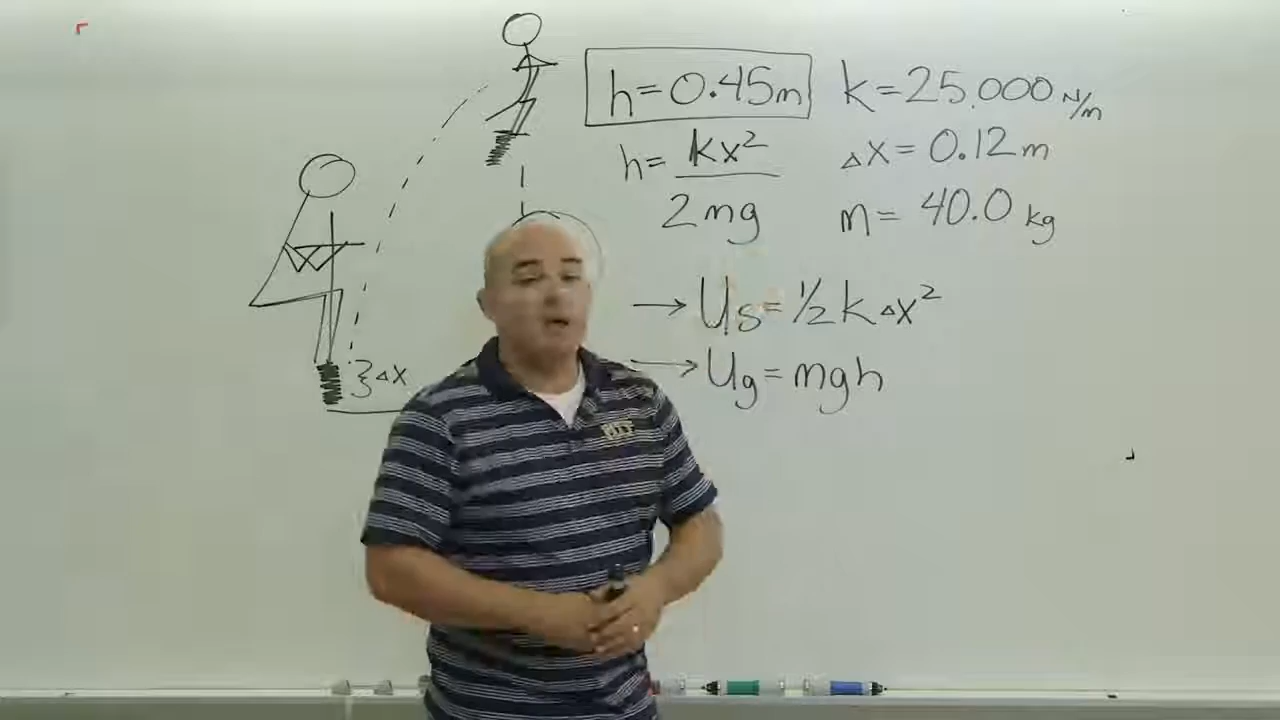 h=0.45m
h=kx²/2mg
k=25,000 N/m
Δx=0.12m
m=40.0 kg
→Us=½kΔx²
→Ug=mgh
Δx